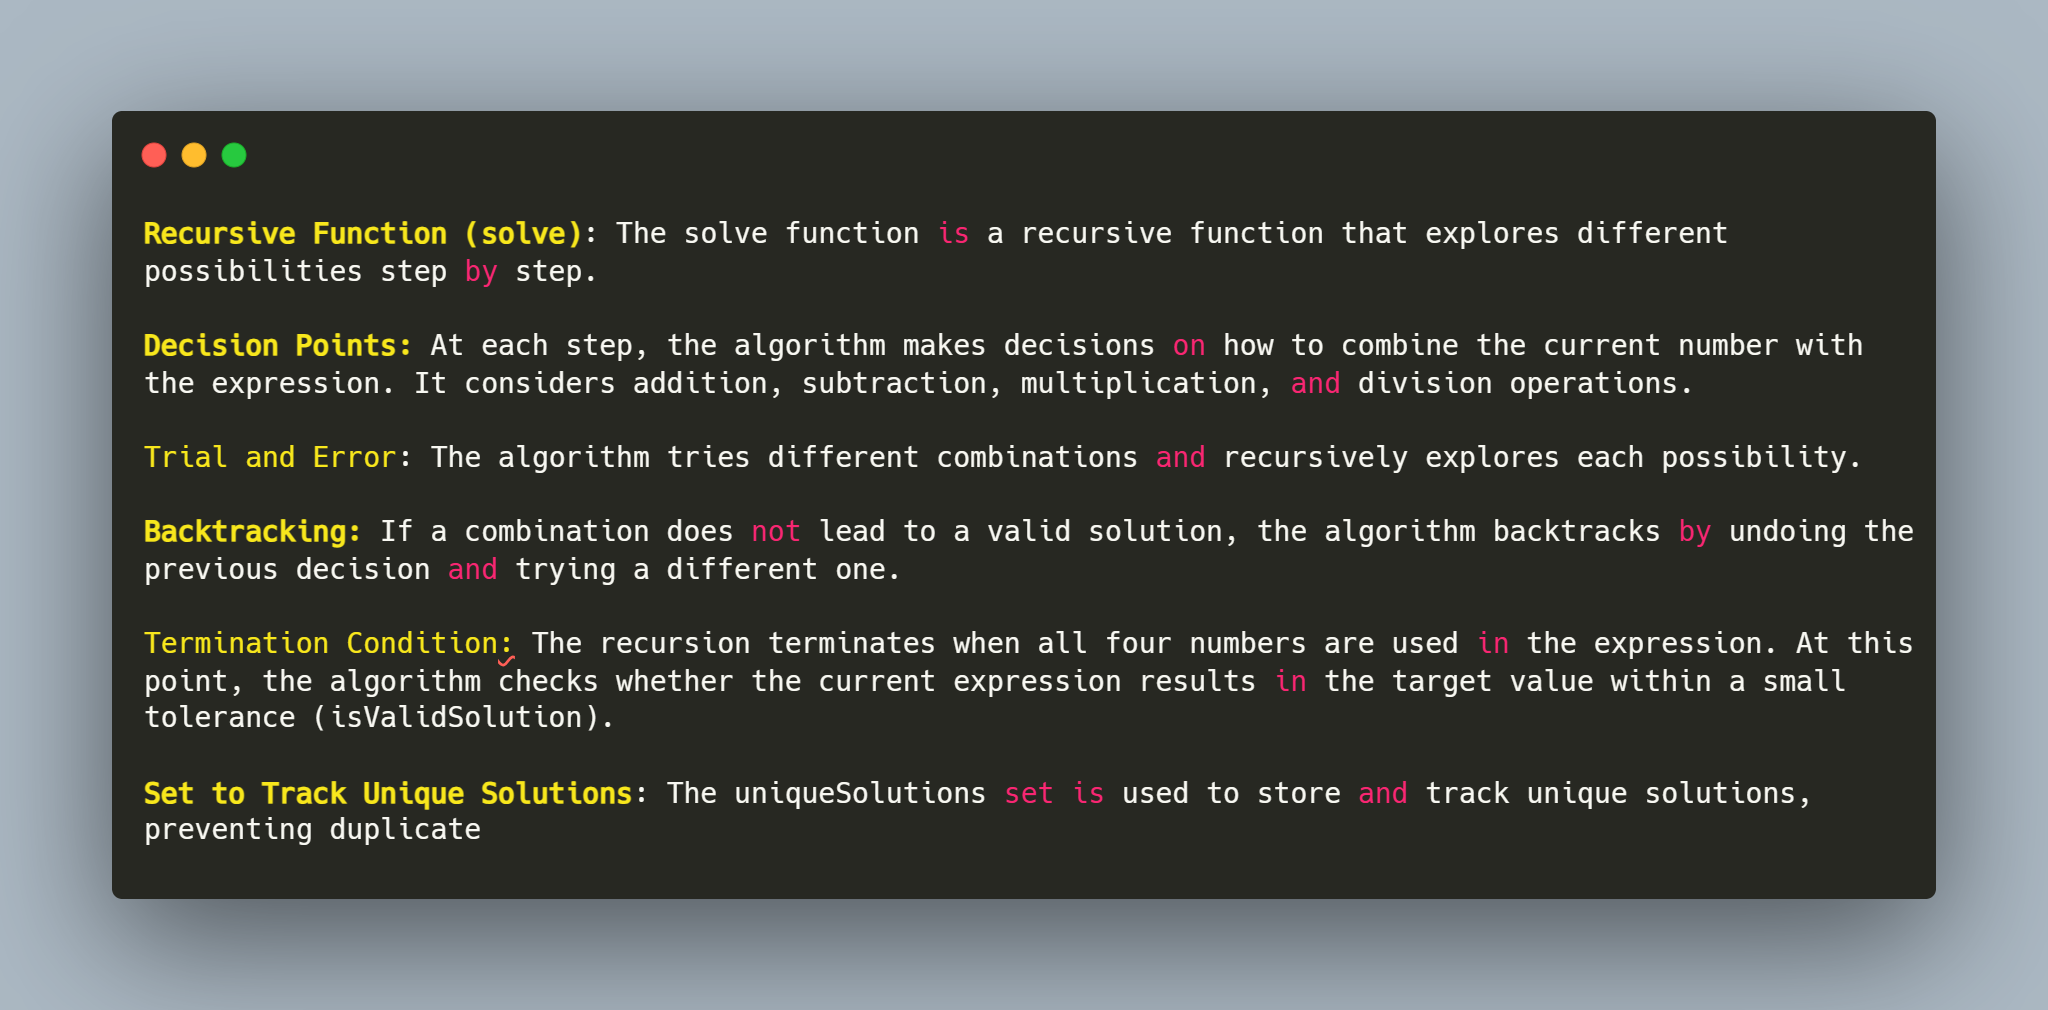 Recursive Function (solve): The solve function is a recursive function that explores different
possibilities step by step.
Decision Points: At each step, the algorithm makes decisions on how to combine the current number with
the expression. It considers addition, subtraction, multiplication, and division operations.
Trial and Error: The algorithm tries different combinations and recursively explores each possibility.
Backtracking: If a combination does not lead to a valid solution, the algorithm backtracks by undoing the
previous decision and trying a different one.
Termination Condition: The recursion terminates when all four numbers are used in the expression. At this
point, the algorithm checks whether the current expression results in the target value within a small
tolerance (isValidSolution).
Set to Track Unique Solutions: The uniqueSolutions set is used to store and track unique solutions,
preventing duplicate